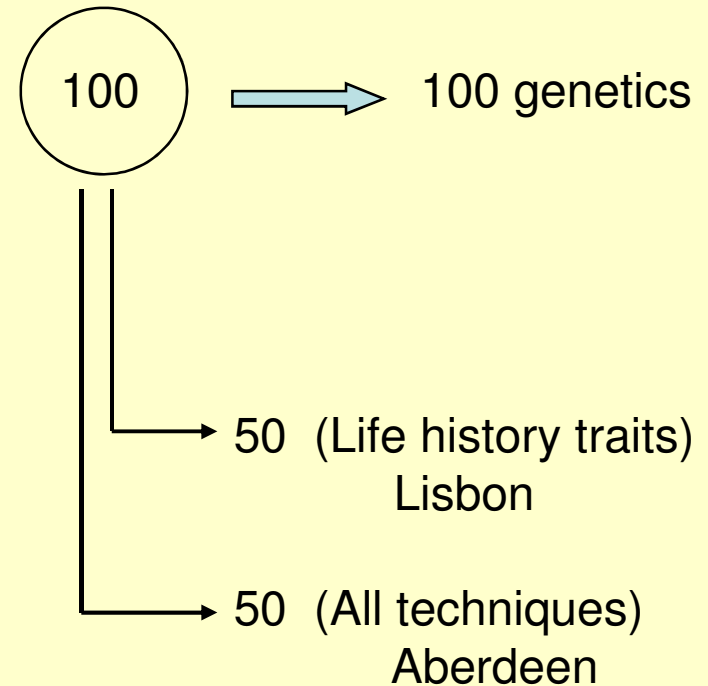 100
100 genetics
50 (Life history traits)
Lisbon
50 (All techniques)
Aberdeen